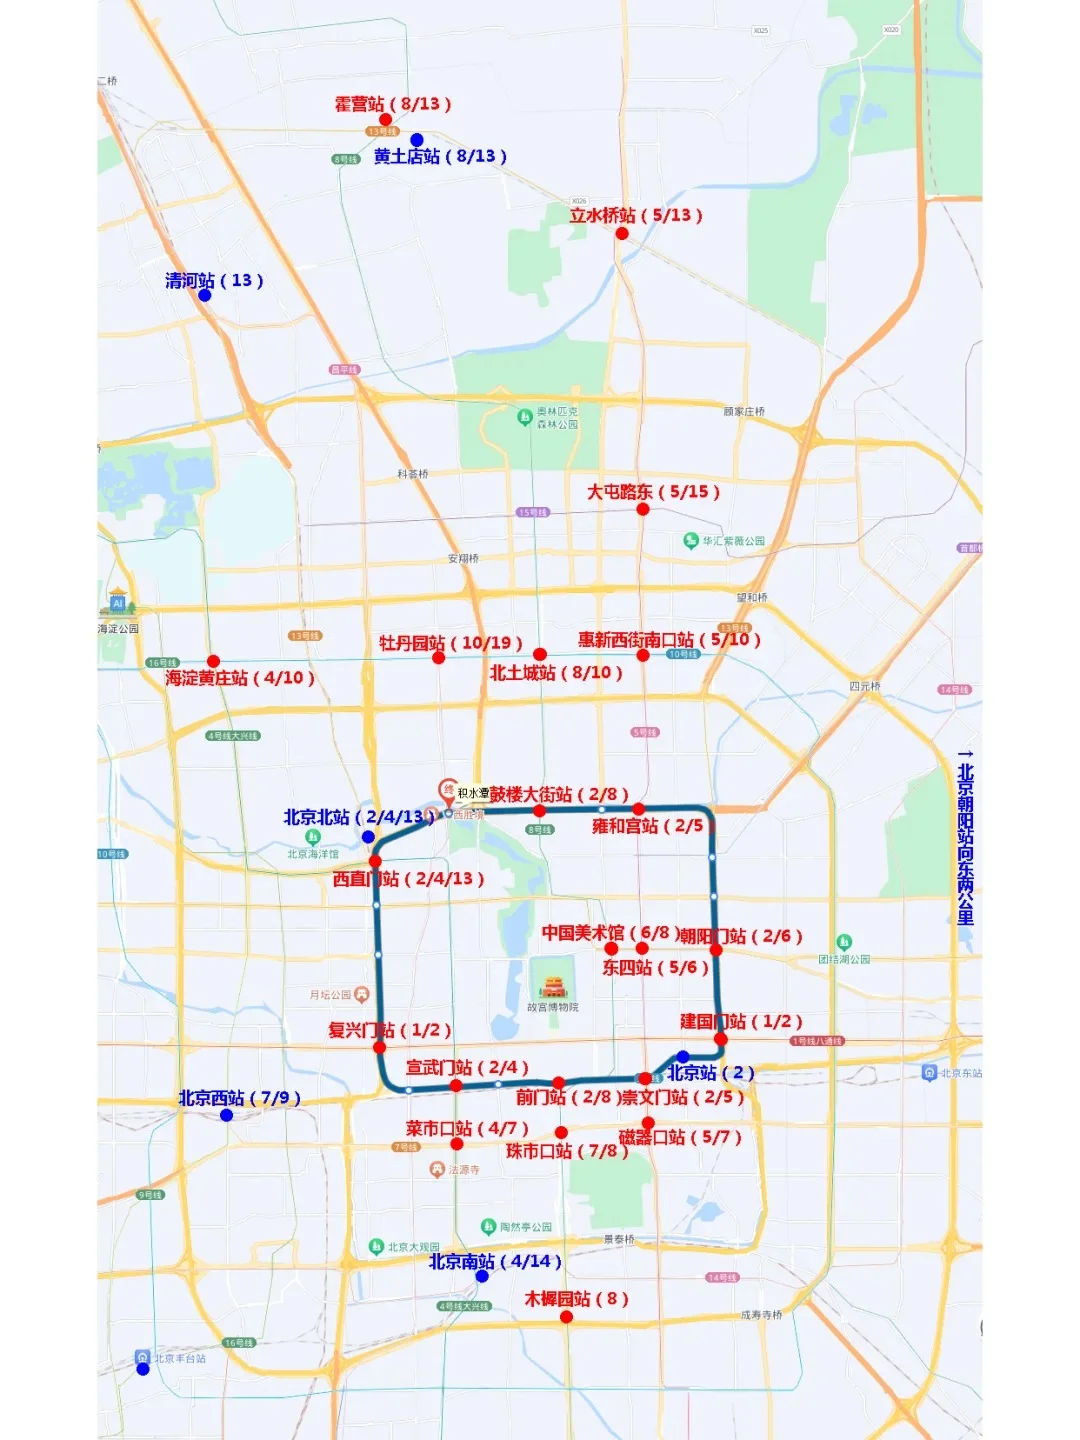 X025
X020
二桥
霍营站（8/13）
13号线
8号线
黄土店站（8/13）
X026
立水桥站（5/13）
清河站（13）
昌平线
奥林匹克
森林公园
顾家庄桥
科荟桥
大屯路东（5/15）
15号线
华汇紫薇公园
安翔桥
首都机
AI
海淀公园
望和桥
13号线
13号线
牡丹园站（10/19）
惠新西街南口站（5/10）
10号线
16号线
海淀黄庄站（4/10）
北土城站（8/10）
四元桥
14号线
4号线大兴线
5号线
→北京朝阳站向东两公里
终
积水潭
鼓楼大街站（2/8）
北京北站（2/4/13）
西胜境
雍和宫站（2/5）
8号线
北京海洋馆
10号线
西直门站（2/4/13）
中国美术馆（6/8）
朝阳门站（2/6）
东四站（5/6）
团结湖公园
月坛公园
故宫博物院
复兴门站（1/2）
建国门站（1/2）
1号线八通线
宣武门站（2/4）
北京站（2）
北京东站
北京西站（7/9）
前门站（2/8）
崇文门站（2/5）
菜市口站（4/7）
7号线
珠市口站（7/8）
磁器口站（5/7）
法源寺
9号线
陶然亭公园
北京大观园
景泰桥
北京南站（4/14）
14号线
木樨园站（8）
4号线大兴线
成寿寺桥
16号线
北京丰台站